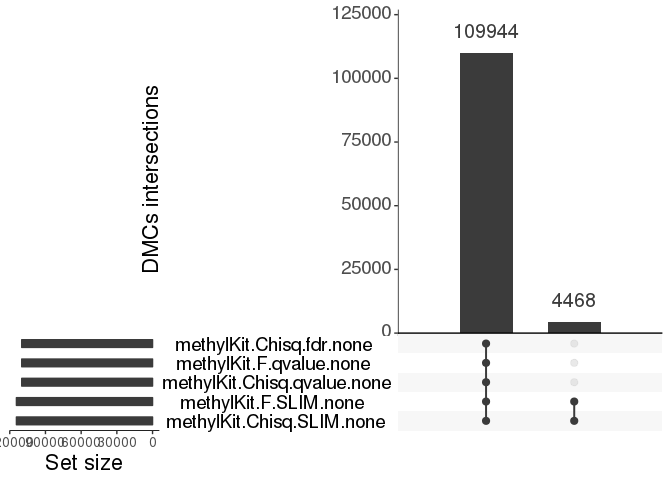 125000
109944
100000
75000
50000
25000
4468
0
DMCs intersections
methylKit.Chisq.fdr.none
methylKit.F.qvalue.none
methylKit.Chisq.qvalue.none
methylKit.F.SLIM.none
methylKit.Chisq.SLIM.none
90000 60000 30000 0
Set size